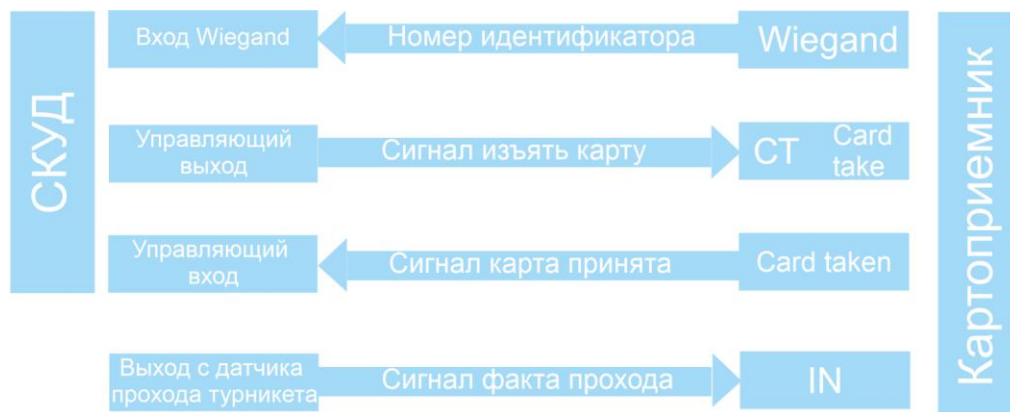 СКУД
Вход Wiegand
Номер идентификатора
Wiegand
Управляющий
выход
Сигнал изъять карту
CT
Card
take
Управляющий
вход
Сигнал карта принята
Card taken
Выход с датчика
прохода турникета
Сигнал факта прохода
IN
Картоприемник